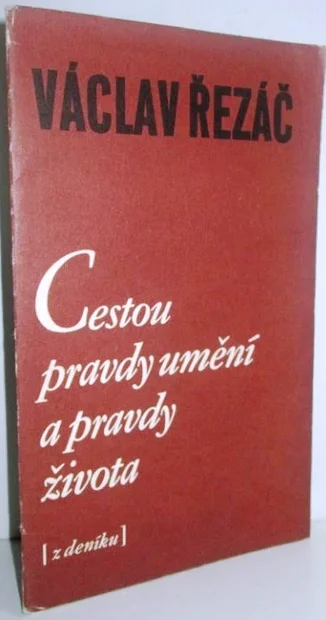 VÁCLAV ŘEZÁČ
Cestou
pravdy umění
a pravdy
života
[z deníku]